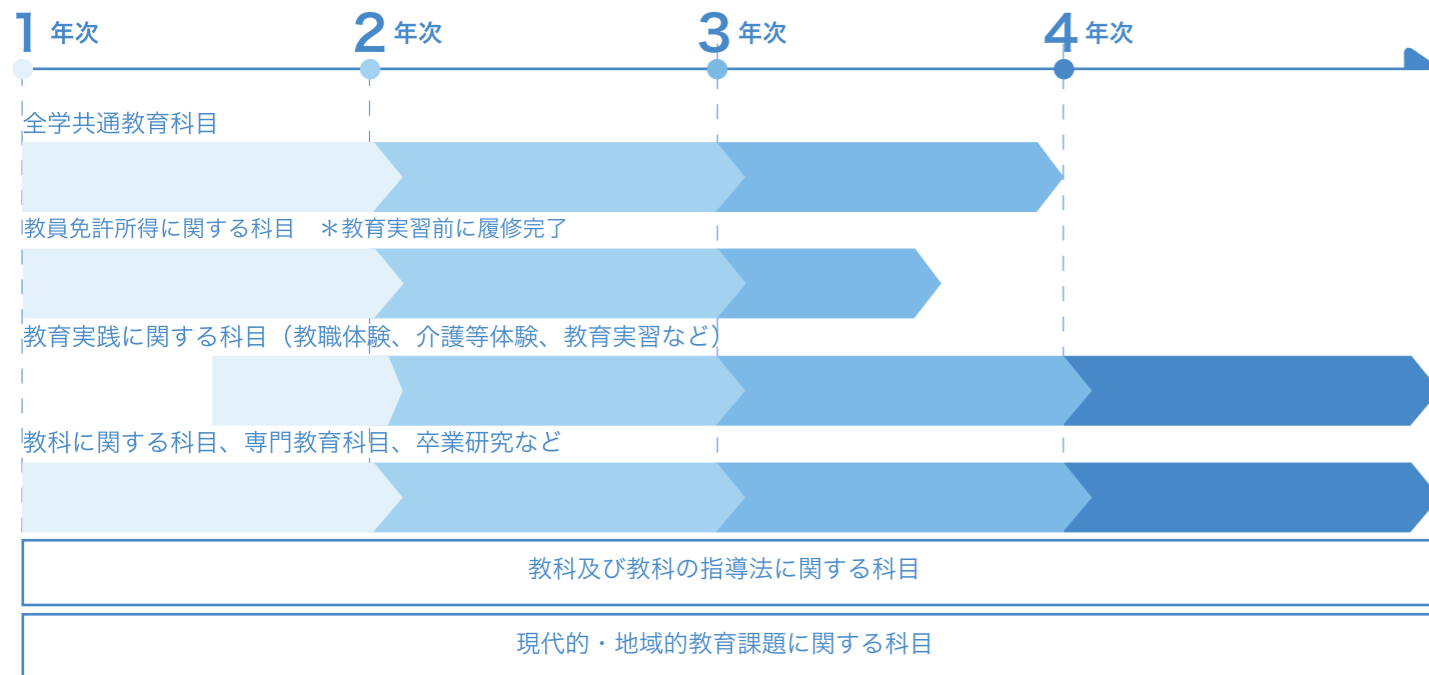 1 年次 2 年次 3 年次 4 年次
全学共通教育科目
教員免許所得に関する科目　＊教育実習前に履修完了
教育実践に関する科目（教職体験、介護等体験、教育実習など）
教科に関する科目、専門教育科目、卒業研究など
教科及び教科の指導法に関する科目
現代的・地域的教育課題に関する科目